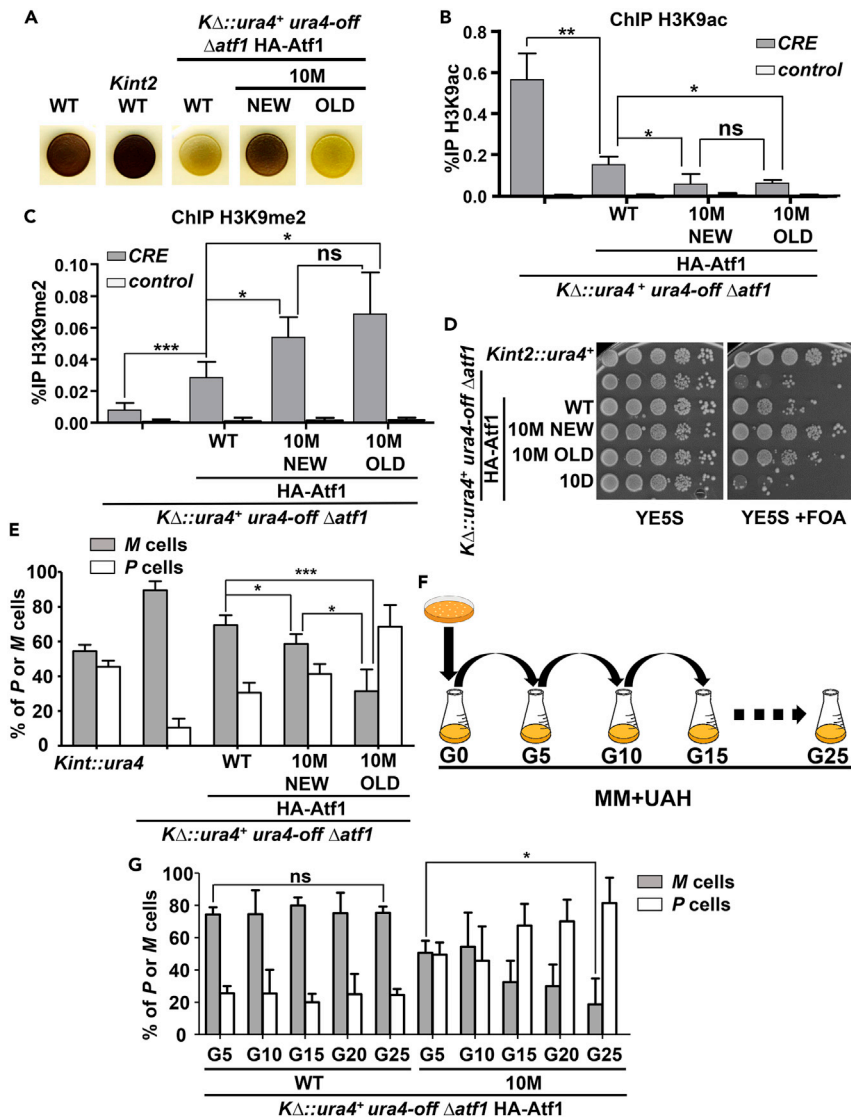 A
KΔ::ura4⁺ ura4-off
Δatf1 HA-Atf1
10M
Kint2
WT WT WT NEW OLD
B
ChIP H3K9ac
%IP H3K9ac
0.8
0.6
0.4
0.2
0.0
CRE
control
**
*
*
ns
WT 10M NEW 10M OLD
HA-Atf1
KΔ::ura4⁺ ura4-off Δatf1
C
ChIP H3K9me2
%IP H3K9me2
0.10
0.08
0.06
0.04
0.02
0.00
CRE
control
***
*
*
ns
WT 10M NEW 10M OLD
HA-Atf1
KΔ::ura4⁺ ura4-off Δatf1
D
Kint2::ura4⁺
KΔ::ura4⁺ ura4-off Δatf1
HA-Atf1
WT
10M NEW
10M OLD
10D
YE5S YE5S +FOA
E
M cells
P cells
% of P or M cells
100
80
60
40
20
0
***
*
*
Kint::ura4
WT 10M NEW 10M OLD
HA-Atf1
KΔ::ura4⁺ ura4-off Δatf1
F
G0 G5 G10 G15 G25
MM+UAH
G
% of P or M cells
100
80
60
40
20
0
ns
*
M cells
P cells
G5 G10 G15 G20 G25 G5 G10 G15 G20 G25
WT 10M
KΔ::ura4⁺ ura4-off Δatf1 HA-Atf1